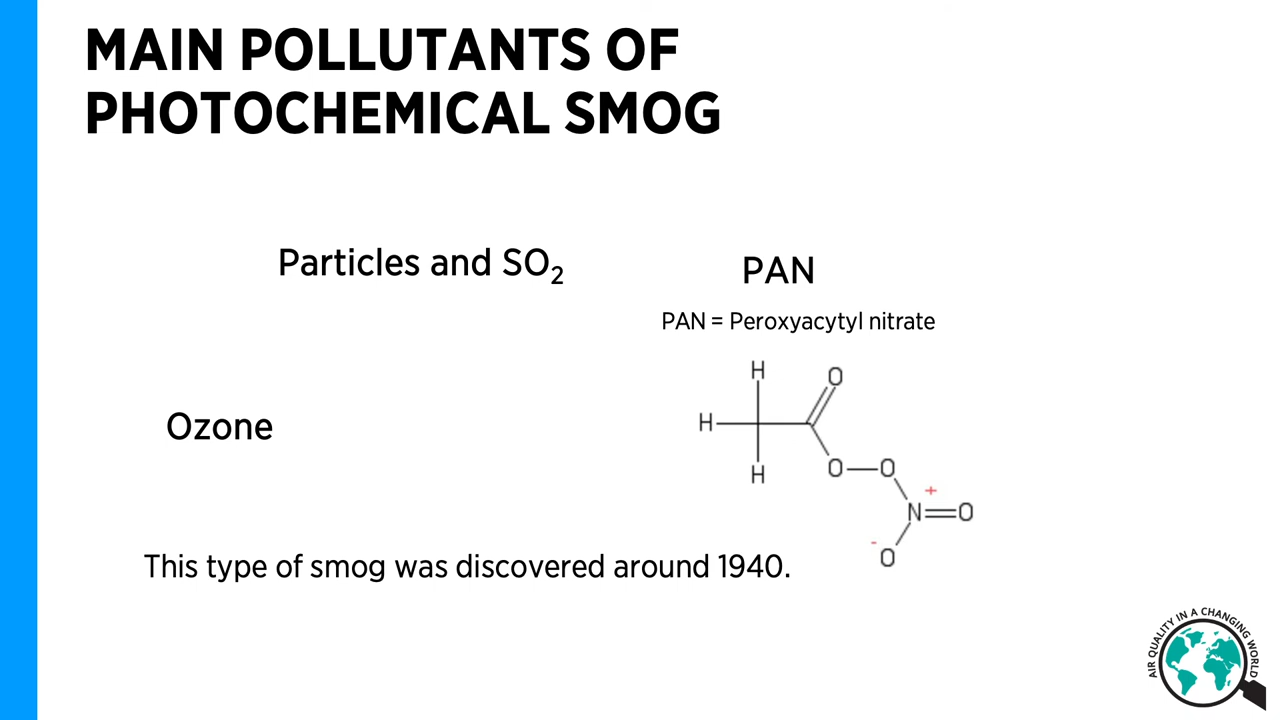 MAIN POLLUTANTS OF
PHOTOCHEMICAL SMOG
Particles and SO₂
PAN
PAN = Peroxyacytyl nitrate
H
O
H
H
O
O
+
N
O
-
O
Ozone
This type of smog was discovered around 1940.
AIR QUALITY IN A CHANGING WORLD